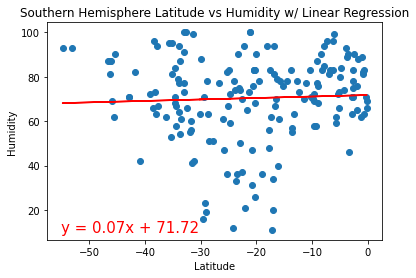 Southern Hemisphere Latitude vs Humidity w/ Linear Regression
100
80
60
40
20
Humidity
y = 0.07x + 71.72
−50
−40
−30
−20
−10
0
Latitude